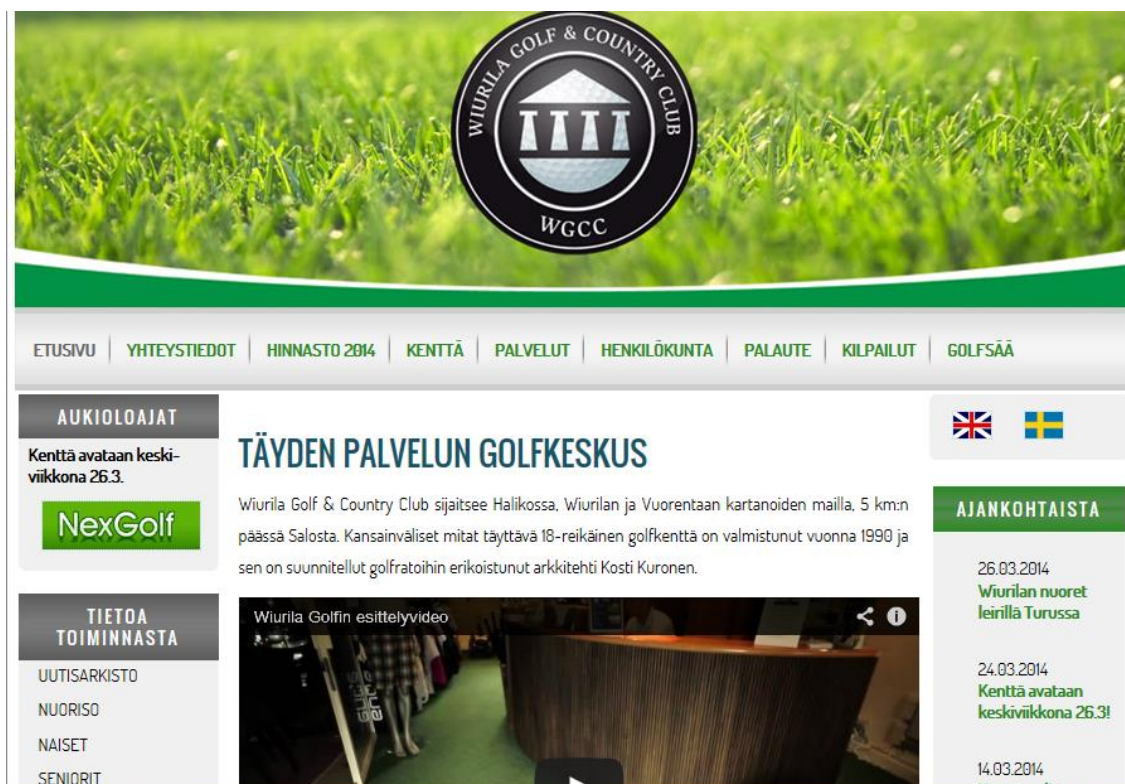 WIURILA GOLF & COUNTRY CLUB
WGCC
ETUSIVU
YHTEYSTIEDOT
HINNASTO 2014
KENTTÄ
PALVELUT
HENKILÖKUNTA
PALAUTE
KILPAILUT
GOLFSÄÄ
AUKIOLOAJAT
Kenttä avataan keski-
viikkona 26.3.
NexGolf
TIETOA
TOIMINNASTA
UUTISARKISTO
NUORISO
NAISET
SENIORIT
TÄYDEN PALVELUN GOLFKESKUS
Wiurila Golf & Country Club sijaitsee Halikossa, Wiurilan ja Vuorentaan kartanoiden mailla, 5 km:n
päässä Salosta. Kansainväliset mitat täyttävä 18-reikäinen golfkenttä on valmistunut vuonna 1990 ja
sen on suunnitellut golfratoihin erikoistunut arkkitehti Kosti Kuronen.
Wiurila Golfin esittelyvideo
AJANKOHTAISTA
26.03.2014
Wiurilan nuoret
leirillä Turussa
24.03.2014
Kenttä avataan
keskiviikkona 26.3!
14.03.2014